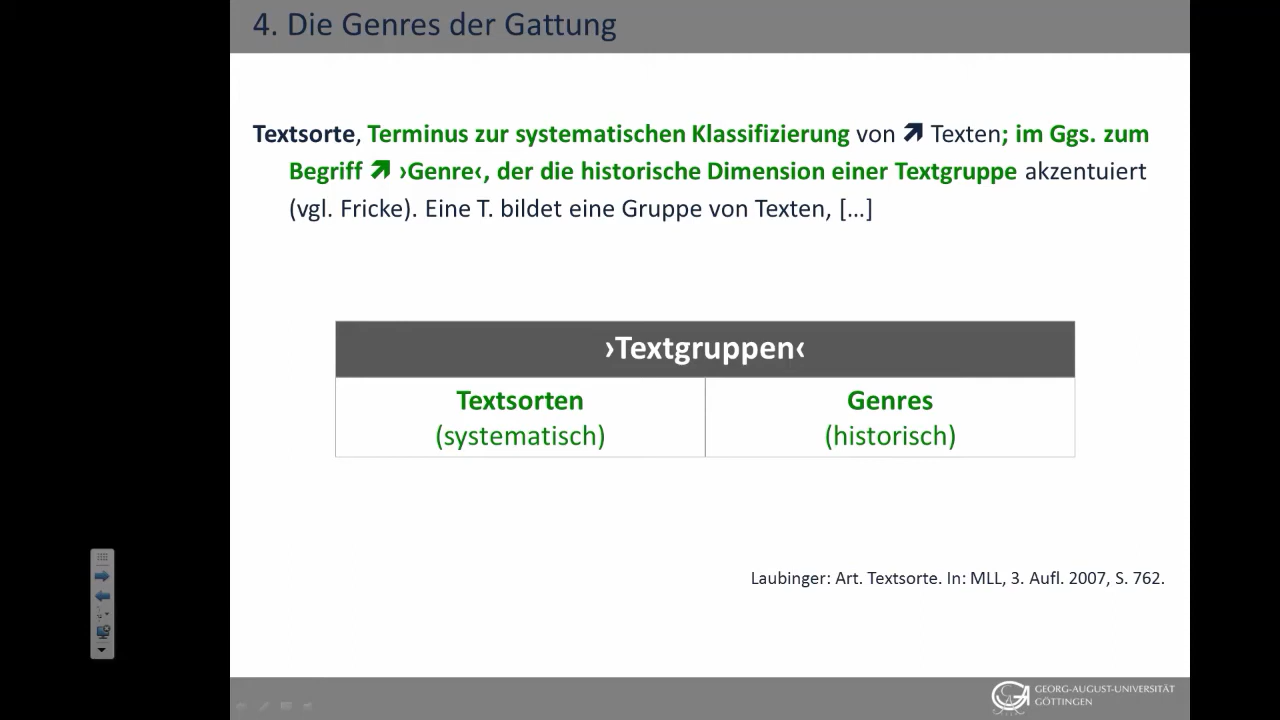 4. Die Genres der Gattung
Textsorte, Terminus zur systematischen Klassifizierung von 🡵 Texten; im Ggs. zum
Begriff 🡵 ›Genre‹, der die historische Dimension einer Textgruppe akzentuiert
(vgl. Fricke). Eine T. bildet eine Gruppe von Texten, […]
›Textgruppen‹
Textsorten
(systematisch)
Genres
(historisch)
Laubinger: Art. Textsorte. In: MLL, 3. Aufl. 2007, S. 762.
GEORG-AUGUST-UNIVERSITÄT
GÖTTINGEN